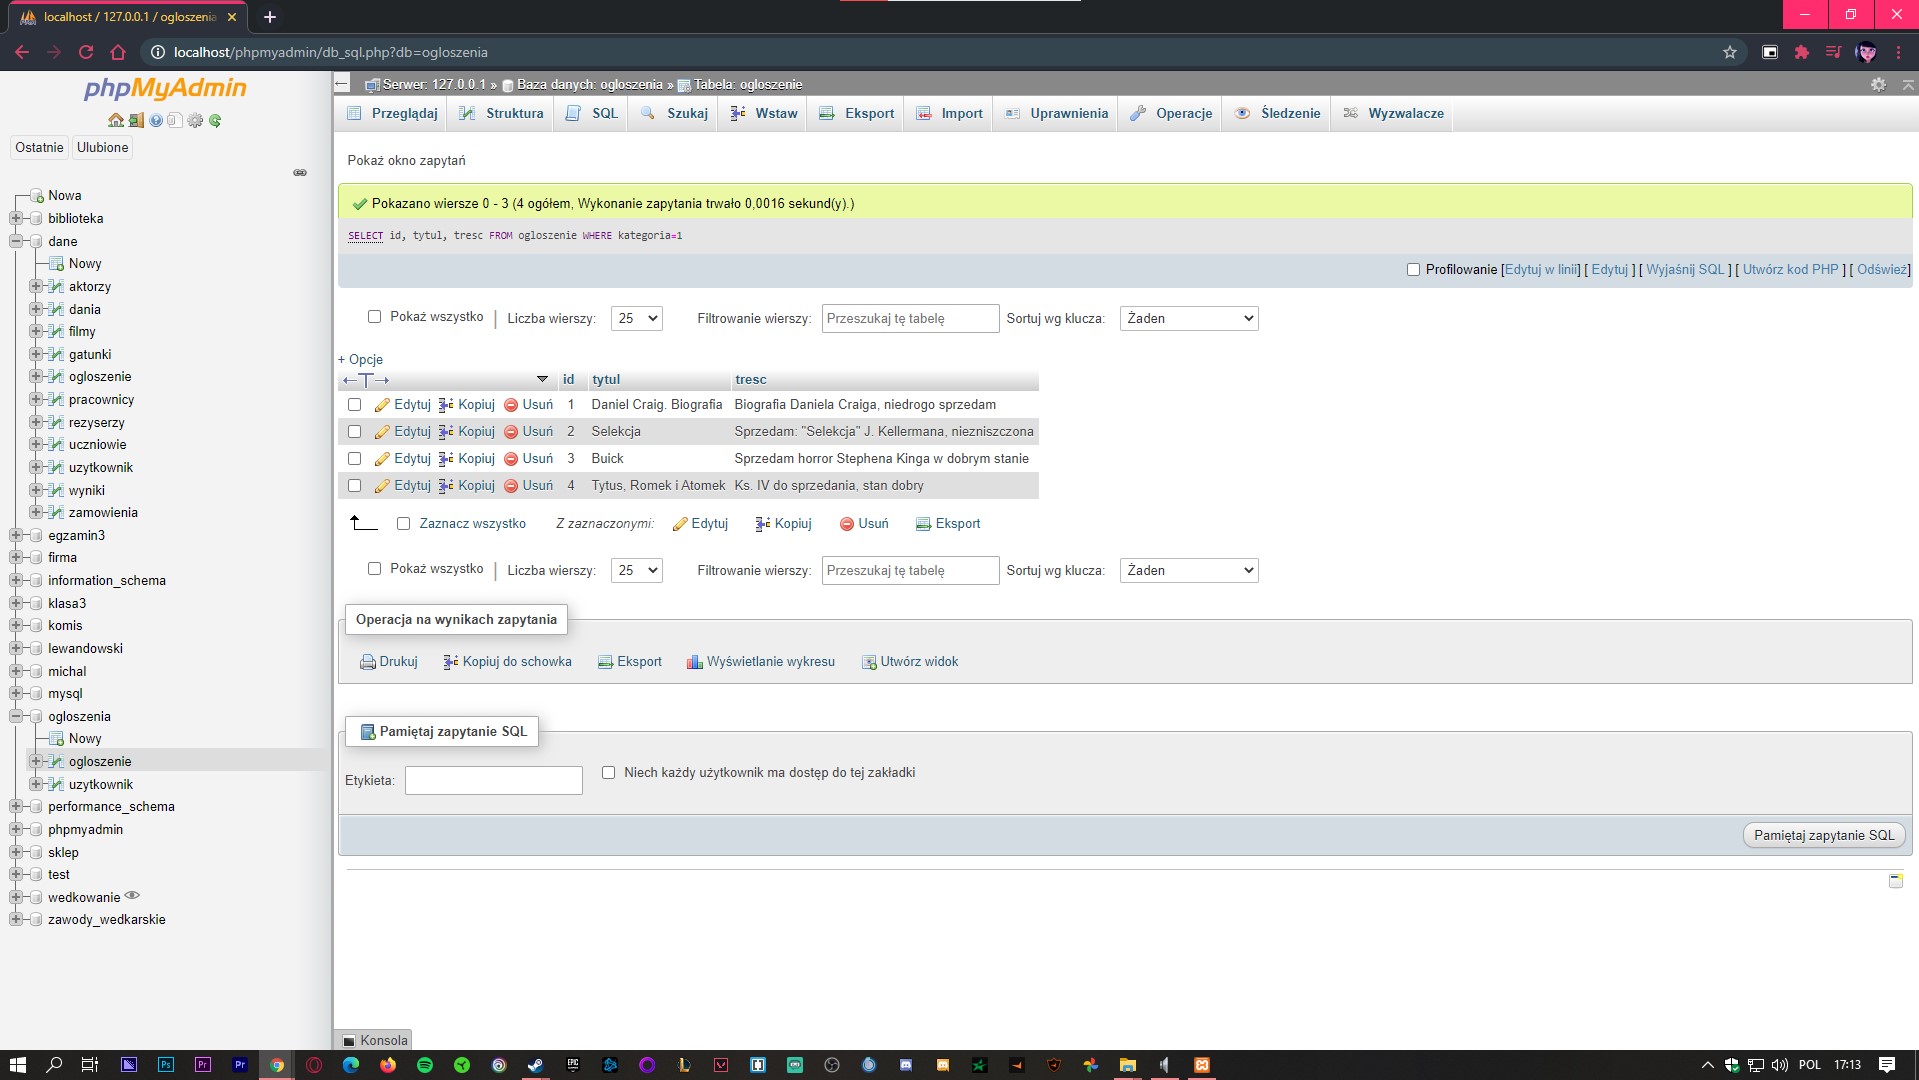 localhost / 127.0.0.1 / ogloszenia
localhost/phpmyadmin/db_sql.php?db=ogloszenia
phpMyAdmin
Ostatnie Ulubione
Nowa
biblioteka
dane
Nowy
aktorzy
dania
filmy
gatunki
ogloszenie
pracownicy
rezyserzy
uczniowie
uzytkownik
wyniki
zamowienia
egzamin3
firma
information_schema
klasa3
komis
lewandowski
michal
mysql
ogloszenia
Nowy
ogloszenie
uzytkownik
performance_schema
phpmyadmin
sklep
test
wedkowanie
zawody_wedkarskie
Serwer: 127.0.0.1 » Baza danych: ogloszenia » Tabela: ogloszenie
Przeglądaj Struktura SQL Szukaj Wstaw Eksport Import Uprawnienia Operacje Śledzenie Wyzwalacze
Pokaż okno zapytań
Pokazano wiersze 0 - 3 (4 ogółem, Wykonanie zapytania trwało 0,0016 sekund(y).)
SELECT id, tytul, tresc FROM ogloszenie WHERE kategoria=1
Profilowanie [Edytuj w linii] [ Edytuj ] [ Wyjaśnij SQL ] [ Utwórz kod PHP ] [ Odśwież]
Pokaż wszystko | Liczba wierszy: 25 Filtrowanie wierszy: Przeszukaj tę tabelę Sortuj wg klucza: Żaden
+ Opcje
←T→ id tytul tresc
Edytuj Kopiuj Usuń 1 Daniel Craig. Biografia Biografia Daniela Craiga, niedrogo sprzedam
Edytuj Kopiuj Usuń 2 Selekcja Sprzedam: "Selekcja" J. Kellermana, niezniszczona
Edytuj Kopiuj Usuń 3 Buick Sprzedam horror Stephena Kinga w dobrym stanie
Edytuj Kopiuj Usuń 4 Tytus, Romek i Atomek Ks. IV do sprzedania, stan dobry
Zaznacz wszystko Z zaznaczonymi: Edytuj Kopiuj Usuń Eksport
Pokaż wszystko | Liczba wierszy: 25 Filtrowanie wierszy: Przeszukaj tę tabelę Sortuj wg klucza: Żaden
Operacja na wynikach zapytania
Drukuj Kopiuj do schowka Eksport Wyświetlanie wykresu Utwórz widok
Pamiętaj zapytanie SQL
Etykieta: Niech każdy użytkownik ma dostęp do tej zakładki
Pamiętaj zapytanie SQL
Konsola
Ps Pr Pr EPIC POL 17:13